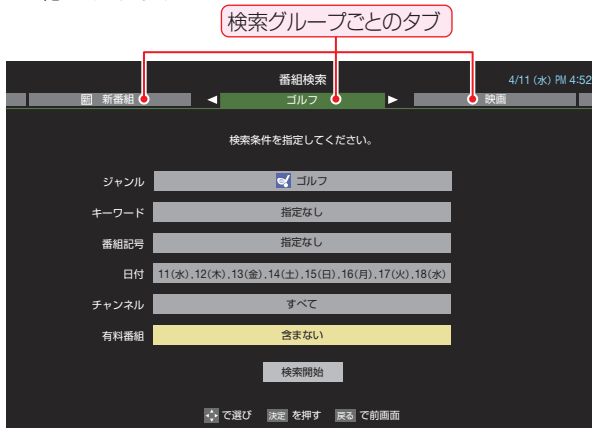 検索グループごとのタブ
番組検索 4/11 (水) PM 4:52
新 新番組 ◀ ゴルフ ▶ 映画
検索条件を指定してください。
ジャンル ゴルフ
キーワード 指定なし
番組記号 指定なし
日付 11(水),12(木),13(金),14(土),15(日),16(月),17(火),18(水)
チャンネル すべて
有料番組 含まない
検索開始
で選び 決定 を押す 戻る で前画面